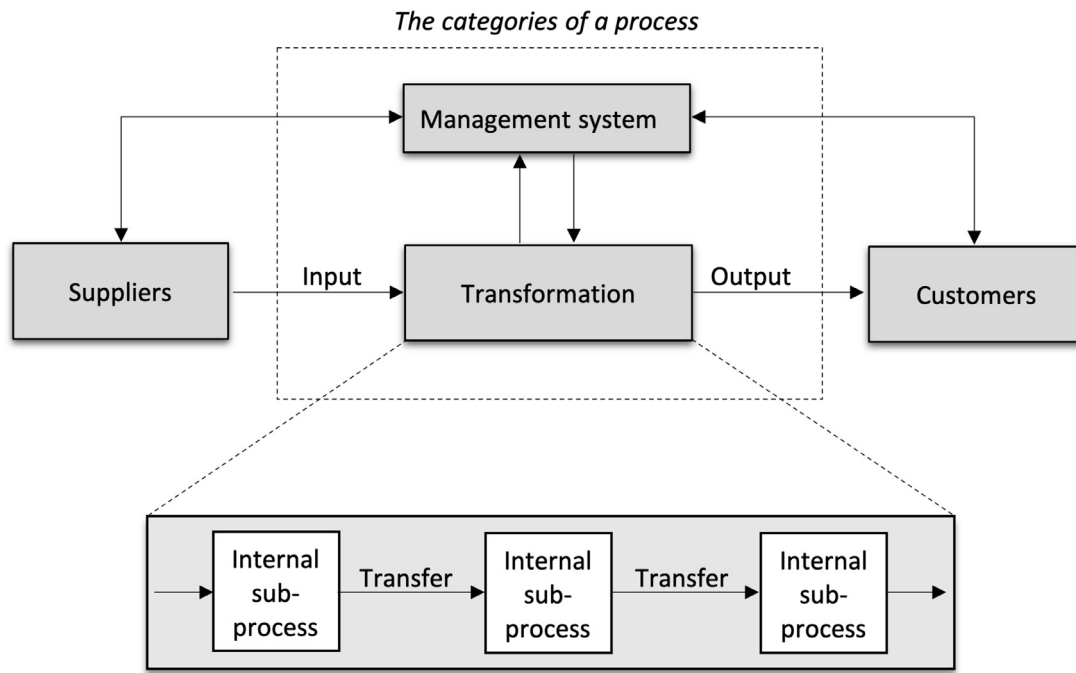 The categories of a process
Management system
Suppliers
Input
Transformation
Output
Customers
Internal
sub-
process
Transfer
Internal
sub-
process
Transfer
Internal
sub-
process